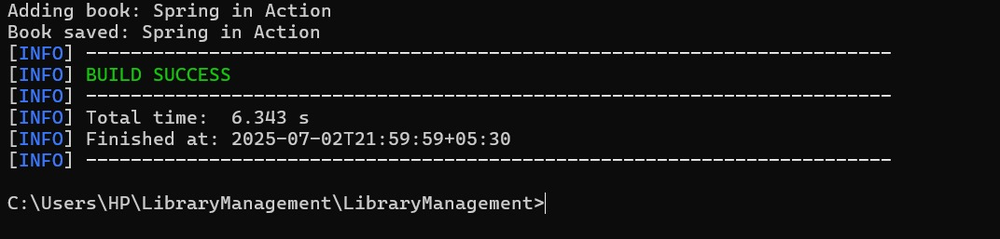 Adding book: Spring in Action
Book saved: Spring in Action
[INFO] ------------------------------------------------------------------------
[INFO] BUILD SUCCESS
[INFO] ------------------------------------------------------------------------
[INFO] Total time:  6.343 s
[INFO] Finished at: 2025-07-02T21:59:59+05:30
[INFO] ------------------------------------------------------------------------
C:\Users\HP\LibraryManagement\LibraryManagement>